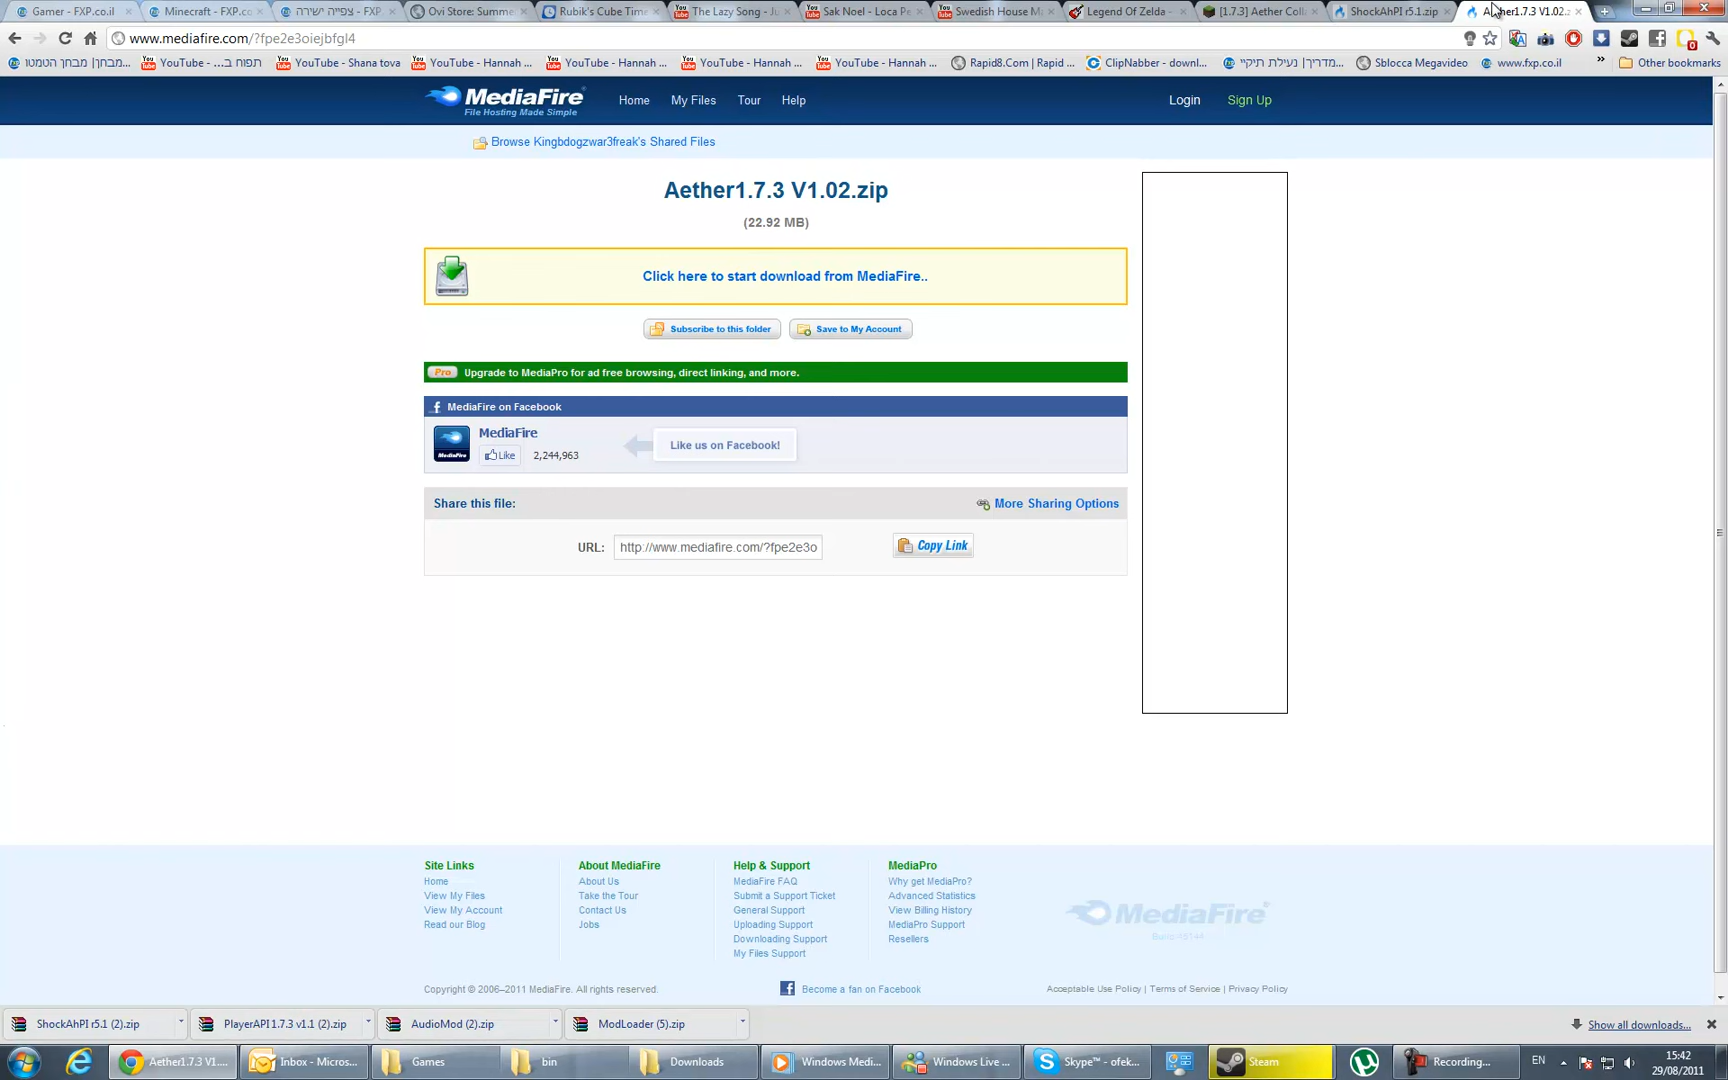 Gamer - FXP.co.il
Minecraft - FXP.co
צפייה ישירה - FXP
Ovi Store: Summe
Rubik's Cube Time
The Lazy Song - Ju
Sak Noel - Loca Pe
Swedish House M
Legend Of Zelda -
[1.7.3] Aether Coll
ShockAhPI r5.1.zip
Aether1.7.3 V1.02.z
www.mediafire.com/?fpe2e3oiejbfgl4
מבחן| מבחן הטמטו...
YouTube - תפוח ב...
YouTube - Shana tova
YouTube - Hannah ...
YouTube - Hannah ...
YouTube - Hannah ...
YouTube - Hannah ...
Rapid8.Com | Rapid ...
ClipNabber - downl...
מדריך| נעילת תיקיי...
Sblocca Megavideo
www.fxp.co.il
»
Other bookmarks
MediaFire
File Hosting Made Simple
Home
My Files
Tour
Help
Login
Sign Up
Browse Kingbdogzwar3freak's Shared Files
Aether1.7.3 V1.02.zip
(22.92 MB)
Click here to start download from MediaFire..
Subscribe to this folder
Save to My Account
Pro
Upgrade to MediaPro for ad free browsing, direct linking, and more.
MediaFire on Facebook
MediaFire
MediaFire
Like
2,244,963
Like us on Facebook!
Share this file:
More Sharing Options
URL:
http://www.mediafire.com/?fpe2e3o
Copy Link
Site Links
Home
View My Files
View My Account
Read our Blog
About MediaFire
About Us
Take the Tour
Contact Us
Jobs
Help & Support
MediaFire FAQ
Submit a Support Ticket
General Support
Uploading Support
Downloading Support
My Files Support
MediaPro
Why get MediaPro?
Advanced Statistics
View Billing History
MediaPro Support
Resellers
MediaFire
Copyright © 2006–2011 MediaFire. All rights reserved.
Become a fan on Facebook
Acceptable Use Policy | Terms of Service | Privacy Policy
ShockAhPI r5.1 (2).zip
PlayerAPI 1.7.3 v1.1 (2).zip
AudioMod (2).zip
ModLoader (5).zip
Show all downloads...
Aether1.7.3 V1....
Inbox - Micros...
Games
bin
Downloads
Windows Medi...
Windows Live ...
Skype™ - ofek...
Steam
Recording...
EN
15:42
29/08/2011